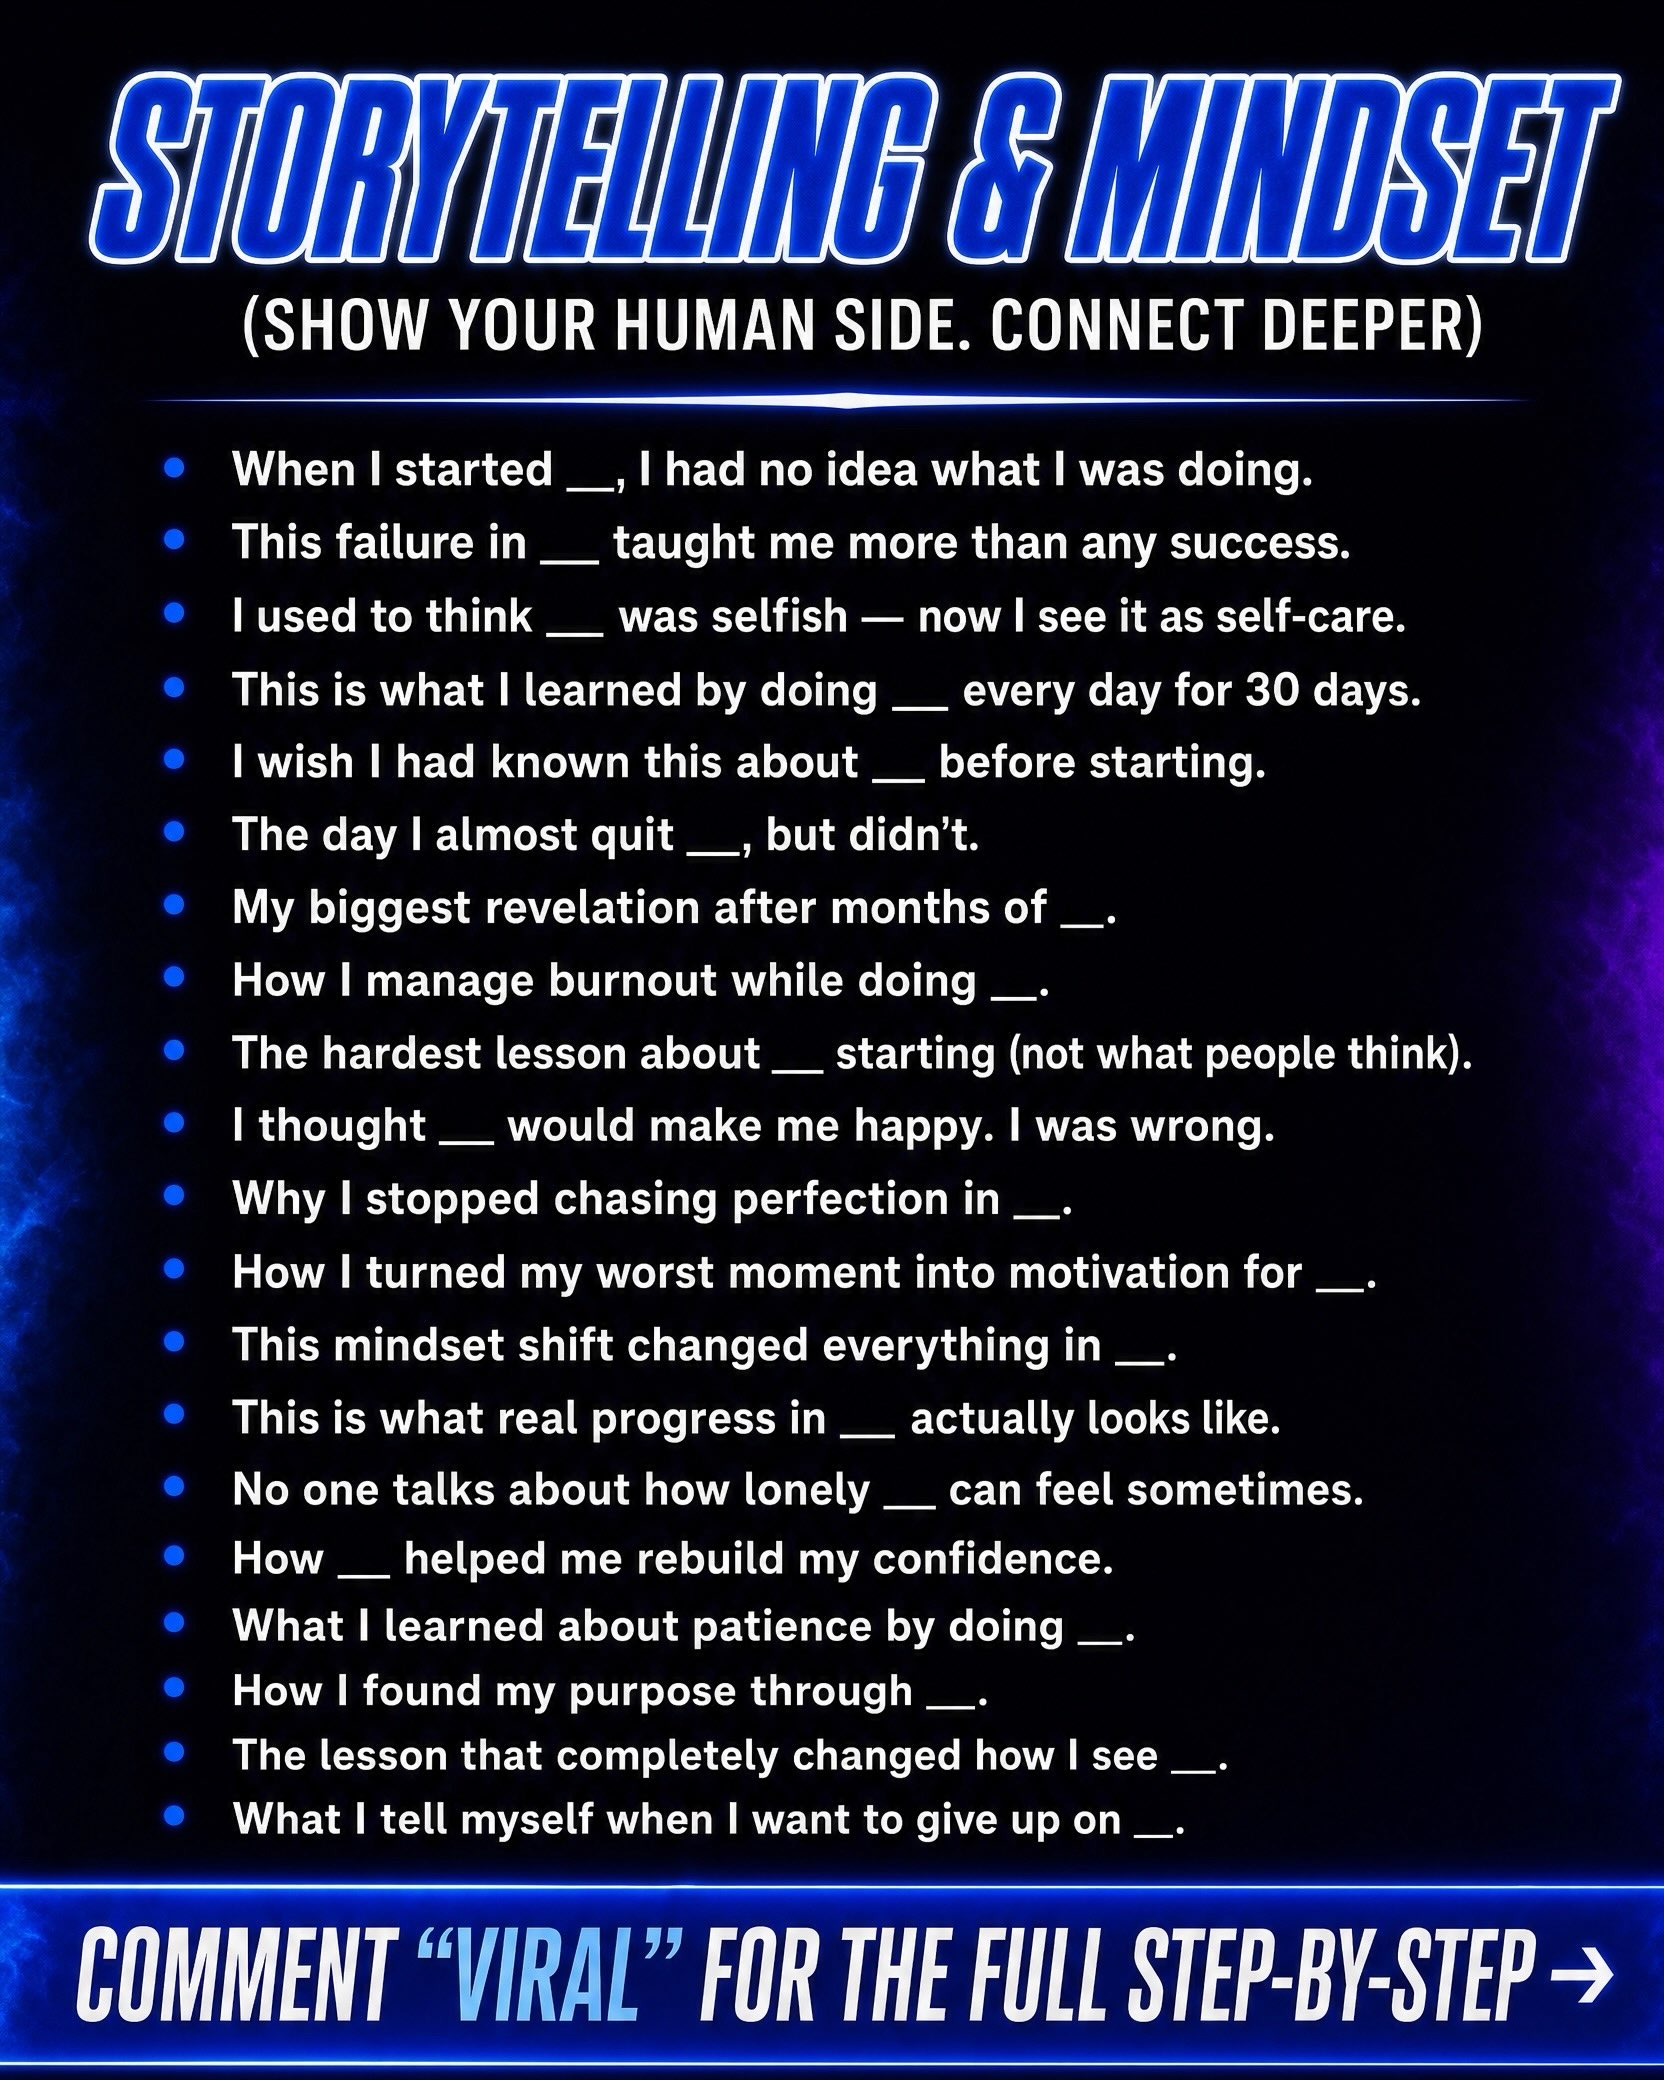 STORYTELLING & MINDSET
(SHOW YOUR HUMAN SIDE. CONNECT DEEPER)
• When I started __, I had no idea what I was doing.
• This failure in __ taught me more than any success.
• I used to think __ was selfish — now I see it as self-care.
• This is what I learned by doing __ every day for 30 days.
• I wish I had known this about __ before starting.
• The day I almost quit __, but didn’t.
• My biggest revelation after months of __.
• How I manage burnout while doing __.
• The hardest lesson about __ starting (not what people think).
• I thought __ would make me happy. I was wrong.
• Why I stopped chasing perfection in __.
• How I turned my worst moment into motivation for __.
• This mindset shift changed everything in __.
• This is what real progress in __ actually looks like.
• No one talks about how lonely __ can feel sometimes.
• How __ helped me rebuild my confidence.
• What I learned about patience by doing __.
• How I found my purpose through __.
• The lesson that completely changed how I see __.
• What I tell myself when I want to give up on __.
COMMENT “VIRAL” FOR THE FULL STEP-BY-STEP →